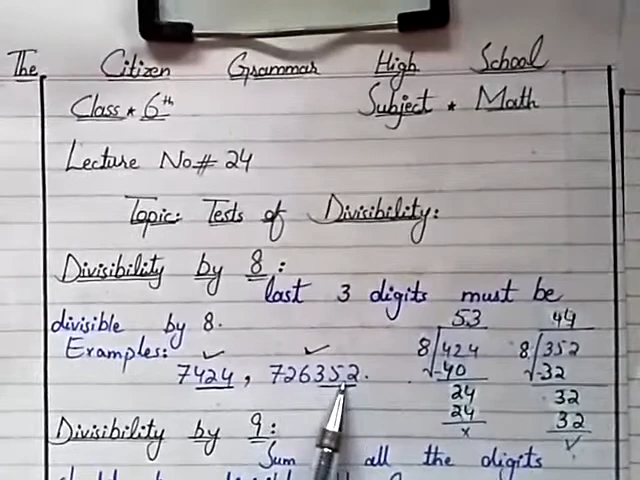 The Citizen Grammar High School
Class * 6th Subject * Math
Lecture No# 24
Topic: Tests of Divisibility:
Divisibility by 8:
last 3 digits must be
divisible by 8.
Examples:
7424, 726352.
53
8 424
-40
24
24
x
44
8 352
-32
32
32
Divisibility by 9:
Sum all the digits